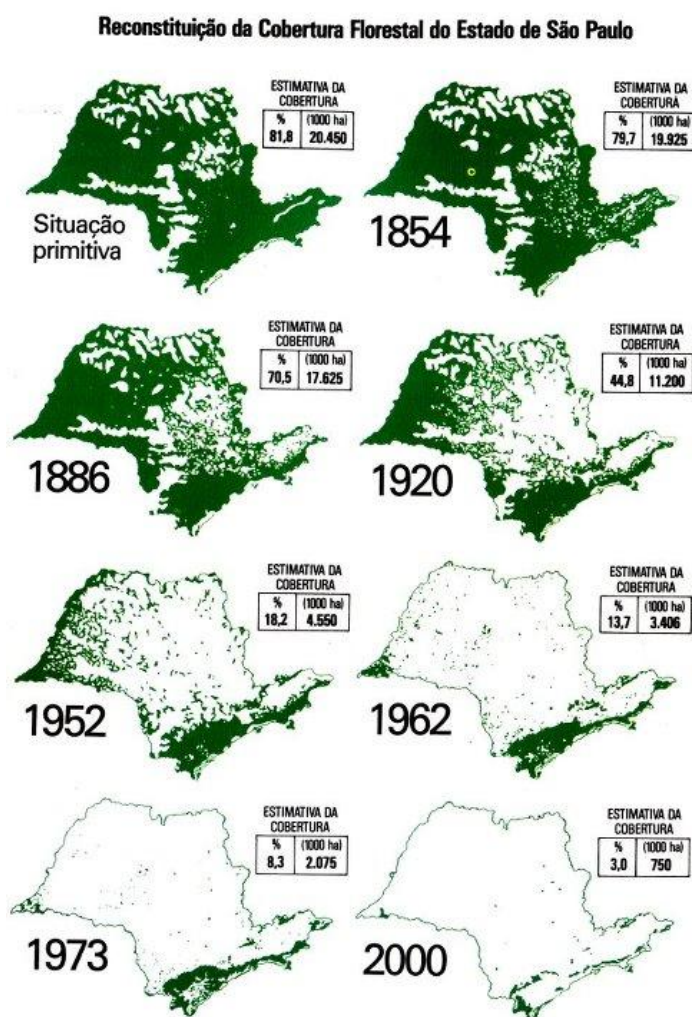 Reconstituição da Cobertura Florestal do Estado de São Paulo
ESTIMATIVA DA
COBERTURA
% (1000 ha)
81,8 20.450
Situação
primitiva
ESTIMATIVA DA
COBERTURA
% (1000 ha)
79,7 19.925
1854
ESTIMATIVA DA
COBERTURA
% (1000 ha)
70,5 17.625
1886
ESTIMATIVA DA
COBERTURA
% (1000 ha)
44,8 11.200
1920
ESTIMATIVA DA
COBERTURA
% (1000 ha)
18,2 4.550
1952
ESTIMATIVA DA
COBERTURA
% (1000 ha)
13,7 3.406
1962
ESTIMATIVA DA
COBERTURA
% (1000 ha)
8,3 2.075
1973
ESTIMATIVA DA
COBERTURA
% (1000 ha)
3,0 750
2000